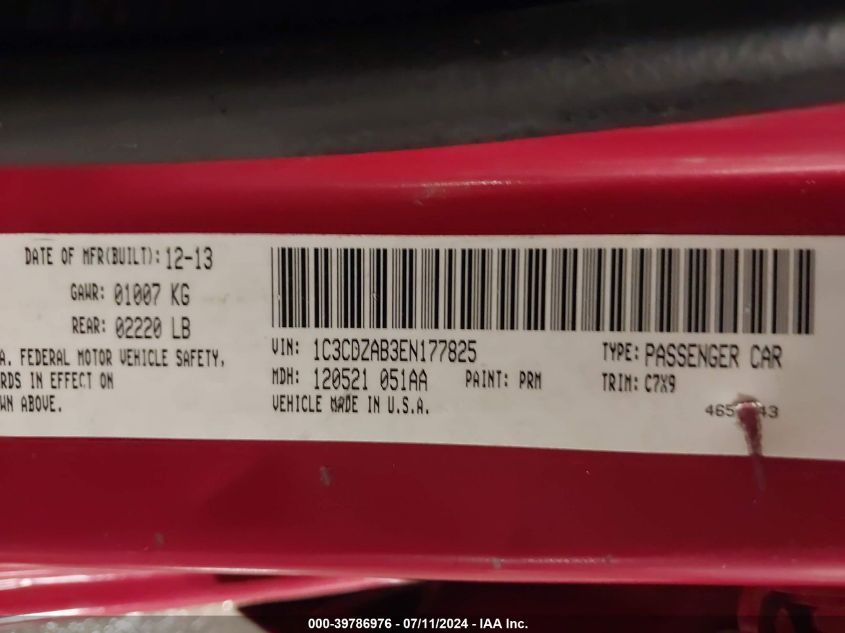 DATE OF MFR(BUILT): 12-13
GAWR: 01007 KG
REAR: 02220 LB
A. FEDERAL MOTOR VEHICLE SAFETY,
RDS IN EFFECT ON
WN ABOVE.
VIN: 1C3CDZAB3EN177825 TYPE: PASSENGER CAR
MDH: 120521 051AA PAINT: PRM TRIM: C7X9
VEHICLE MADE IN U.S.A.
000-39786976 - 07/11/2024 - IAA Inc.